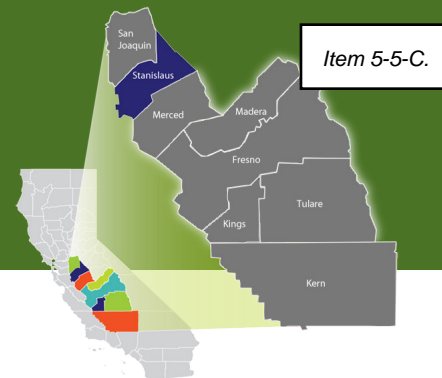 San
Joaquin
Item 5-5-C.
Stanislaus
Merced
Madera
Fresno
Kings
Tulare
Kern